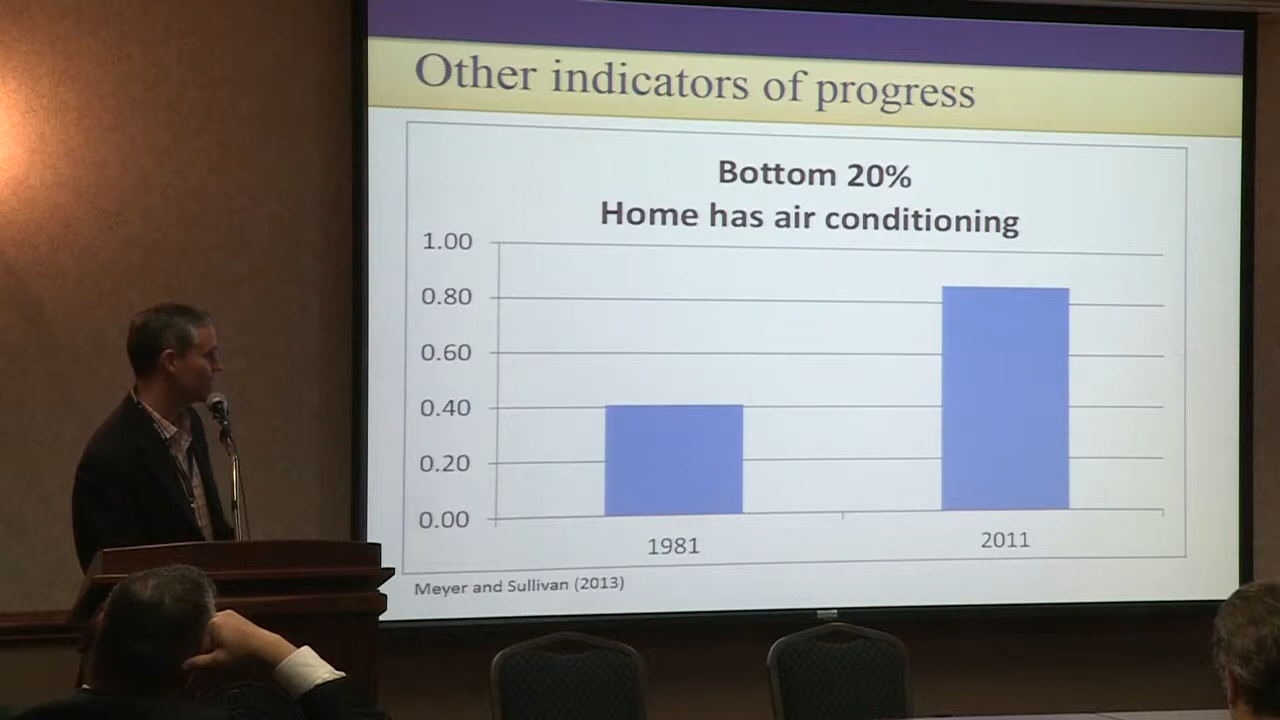 Other indicators of progress
Bottom 20%
Home has air conditioning
1.00
0.80
0.60
0.40
0.20
0.00
1981
2011
Meyer and Sullivan (2013)